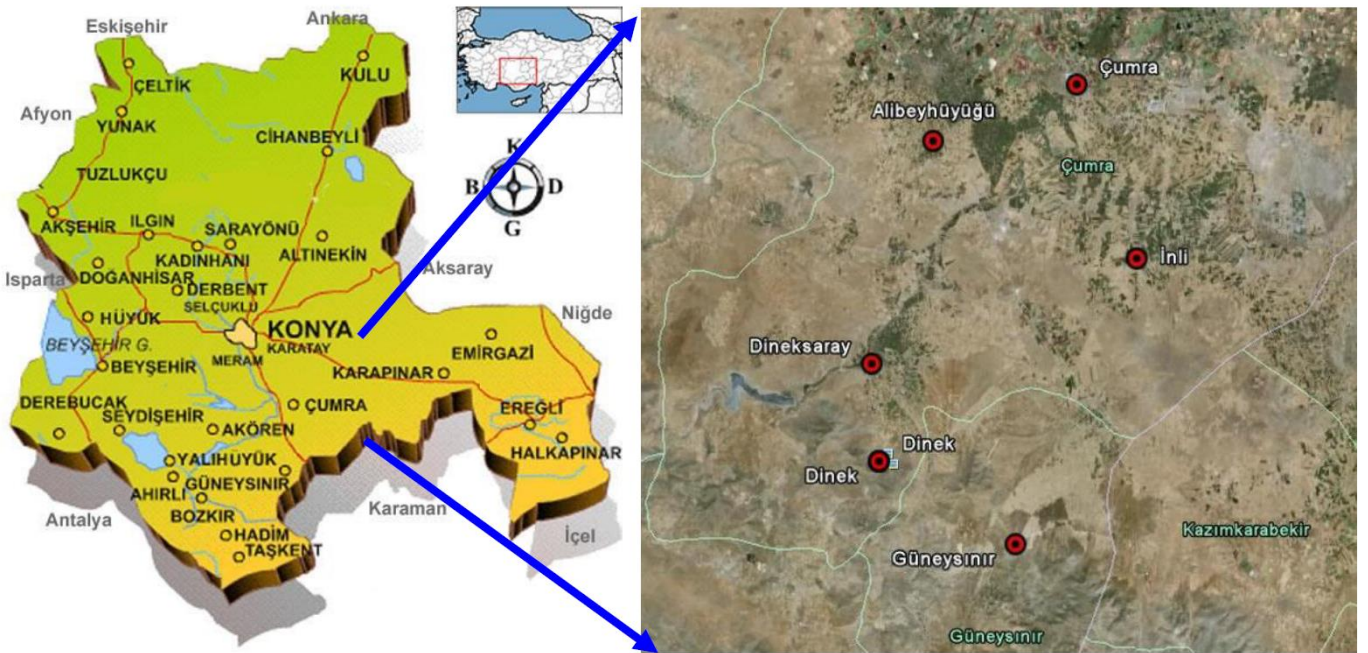 Eskişehir
Ankara
ÇELTİK
KULU
Afyon
YUNAK
CİHANBEYLİ
K
B
D
G
TUZLUKÇU
AKŞEHİR
ILGIN
SARAYÖNÜ
KADINHANI
ALTINEKİN
Aksaray
Isparta
DOĞANHİSAR
DERBENT
SELÇUKLU
Niğde
HÜYÜK
KONYA
KARATAY
BEYŞEHİR G.
MERAM
EMİRGAZİ
BEYŞEHİR
KARAPINAR
DEREBUCAK
SEYDİŞEHİR
ÇUMRA
EREĞLİ
AKÖREN
HALKAPINAR
YALIHUYÜK
AHIRLI
GÜNEYSINIR
Antalya
BOZKIR
Karaman
İçel
HADİM
TAŞKENT
Çumra
Alibeyhüyüğü
Çumra
İnli
Dineksaray
Dinek
Dinek
Kazımkarabekir
Güneysınır
Güneysınır